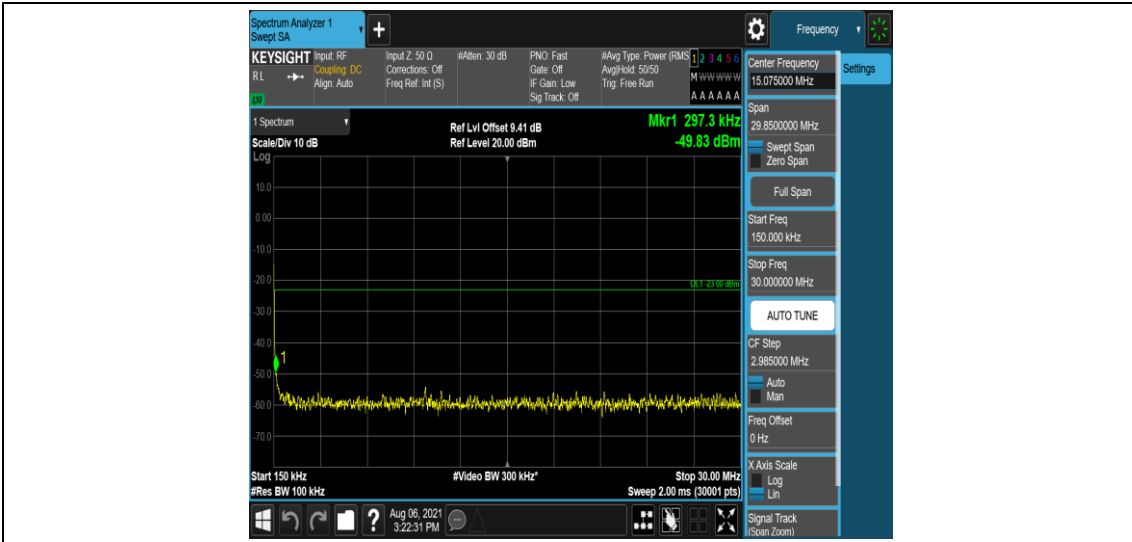 Spectrum Analyzer 1
Swept SA
+
Frequency
KEYSIGHT
RL
LXI
Input: RF
Coupling: DC
Align: Auto
Input Z: 50 Ω
Corrections: Off
Freq Ref: Int (S)
#Atten: 30 dB
PNO: Fast
Gate: Off
IF Gain: Low
Sig Track: Off
#Avg Type: Power (RMS
Avg|Hold: 50/50
Trig: Free Run
1 2 3 4 5 6
M W W W W W
A A A A A A
1 Spectrum
Scale/Div 10 dB
Log
Ref Lvl Offset 9.41 dB
Ref Level 20.00 dBm
Mkr1 297.3 kHz
-49.83 dBm
10.0
0.00
-10.0
-20.0
DL1 -23.00 dBm
-30.0
-40.0
1
-50.0
-60.0
-70.0
Start 150 kHz
#Video BW 300 kHz*
Stop 30.00 MHz
#Res BW 100 kHz
Sweep 2.00 ms (30001 pts)
Aug 06, 2021
3:22:31 PM
?
Center Frequency
15.075000 MHz
Settings
Span
29.8500000 MHz
Swept Span
Zero Span
Full Span
Start Freq
150.000 kHz
Stop Freq
30.000000 MHz
AUTO TUNE
CF Step
2.985000 MHz
Auto
Man
Freq Offset
0 Hz
X Axis Scale
Log
Lin
Signal Track
(Span Zoom)